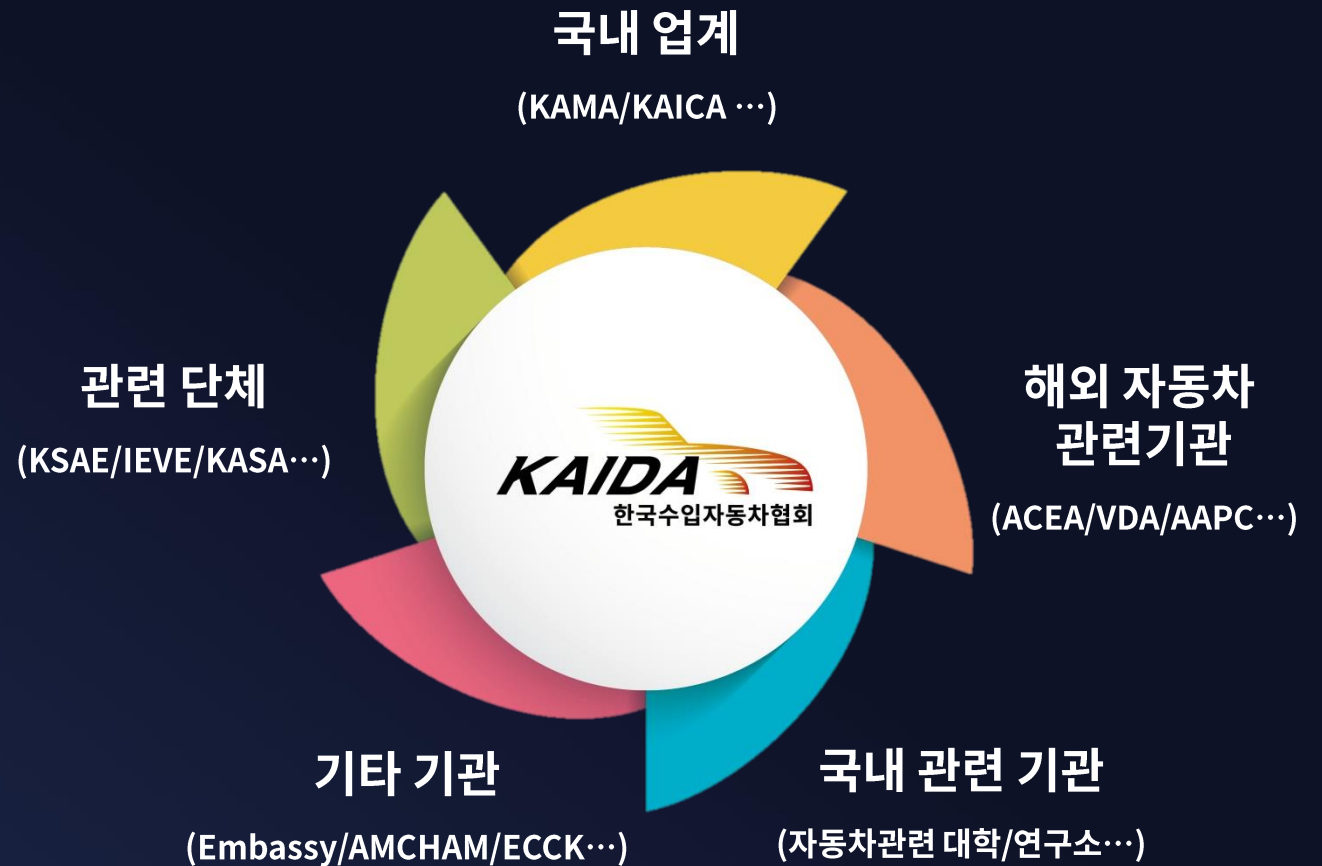 국내 업계
(KAMA/KAICA …)
관련 단체
(KSAE/IEVE/KASA…)
해외 자동차
관련기관
(ACEA/VDA/AAPC…)
KAIDA
한국수입자동차협회
기타 기관
(Embassy/AMCHAM/ECCK…)
국내 관련 기관
(자동차관련 대학/연구소…)